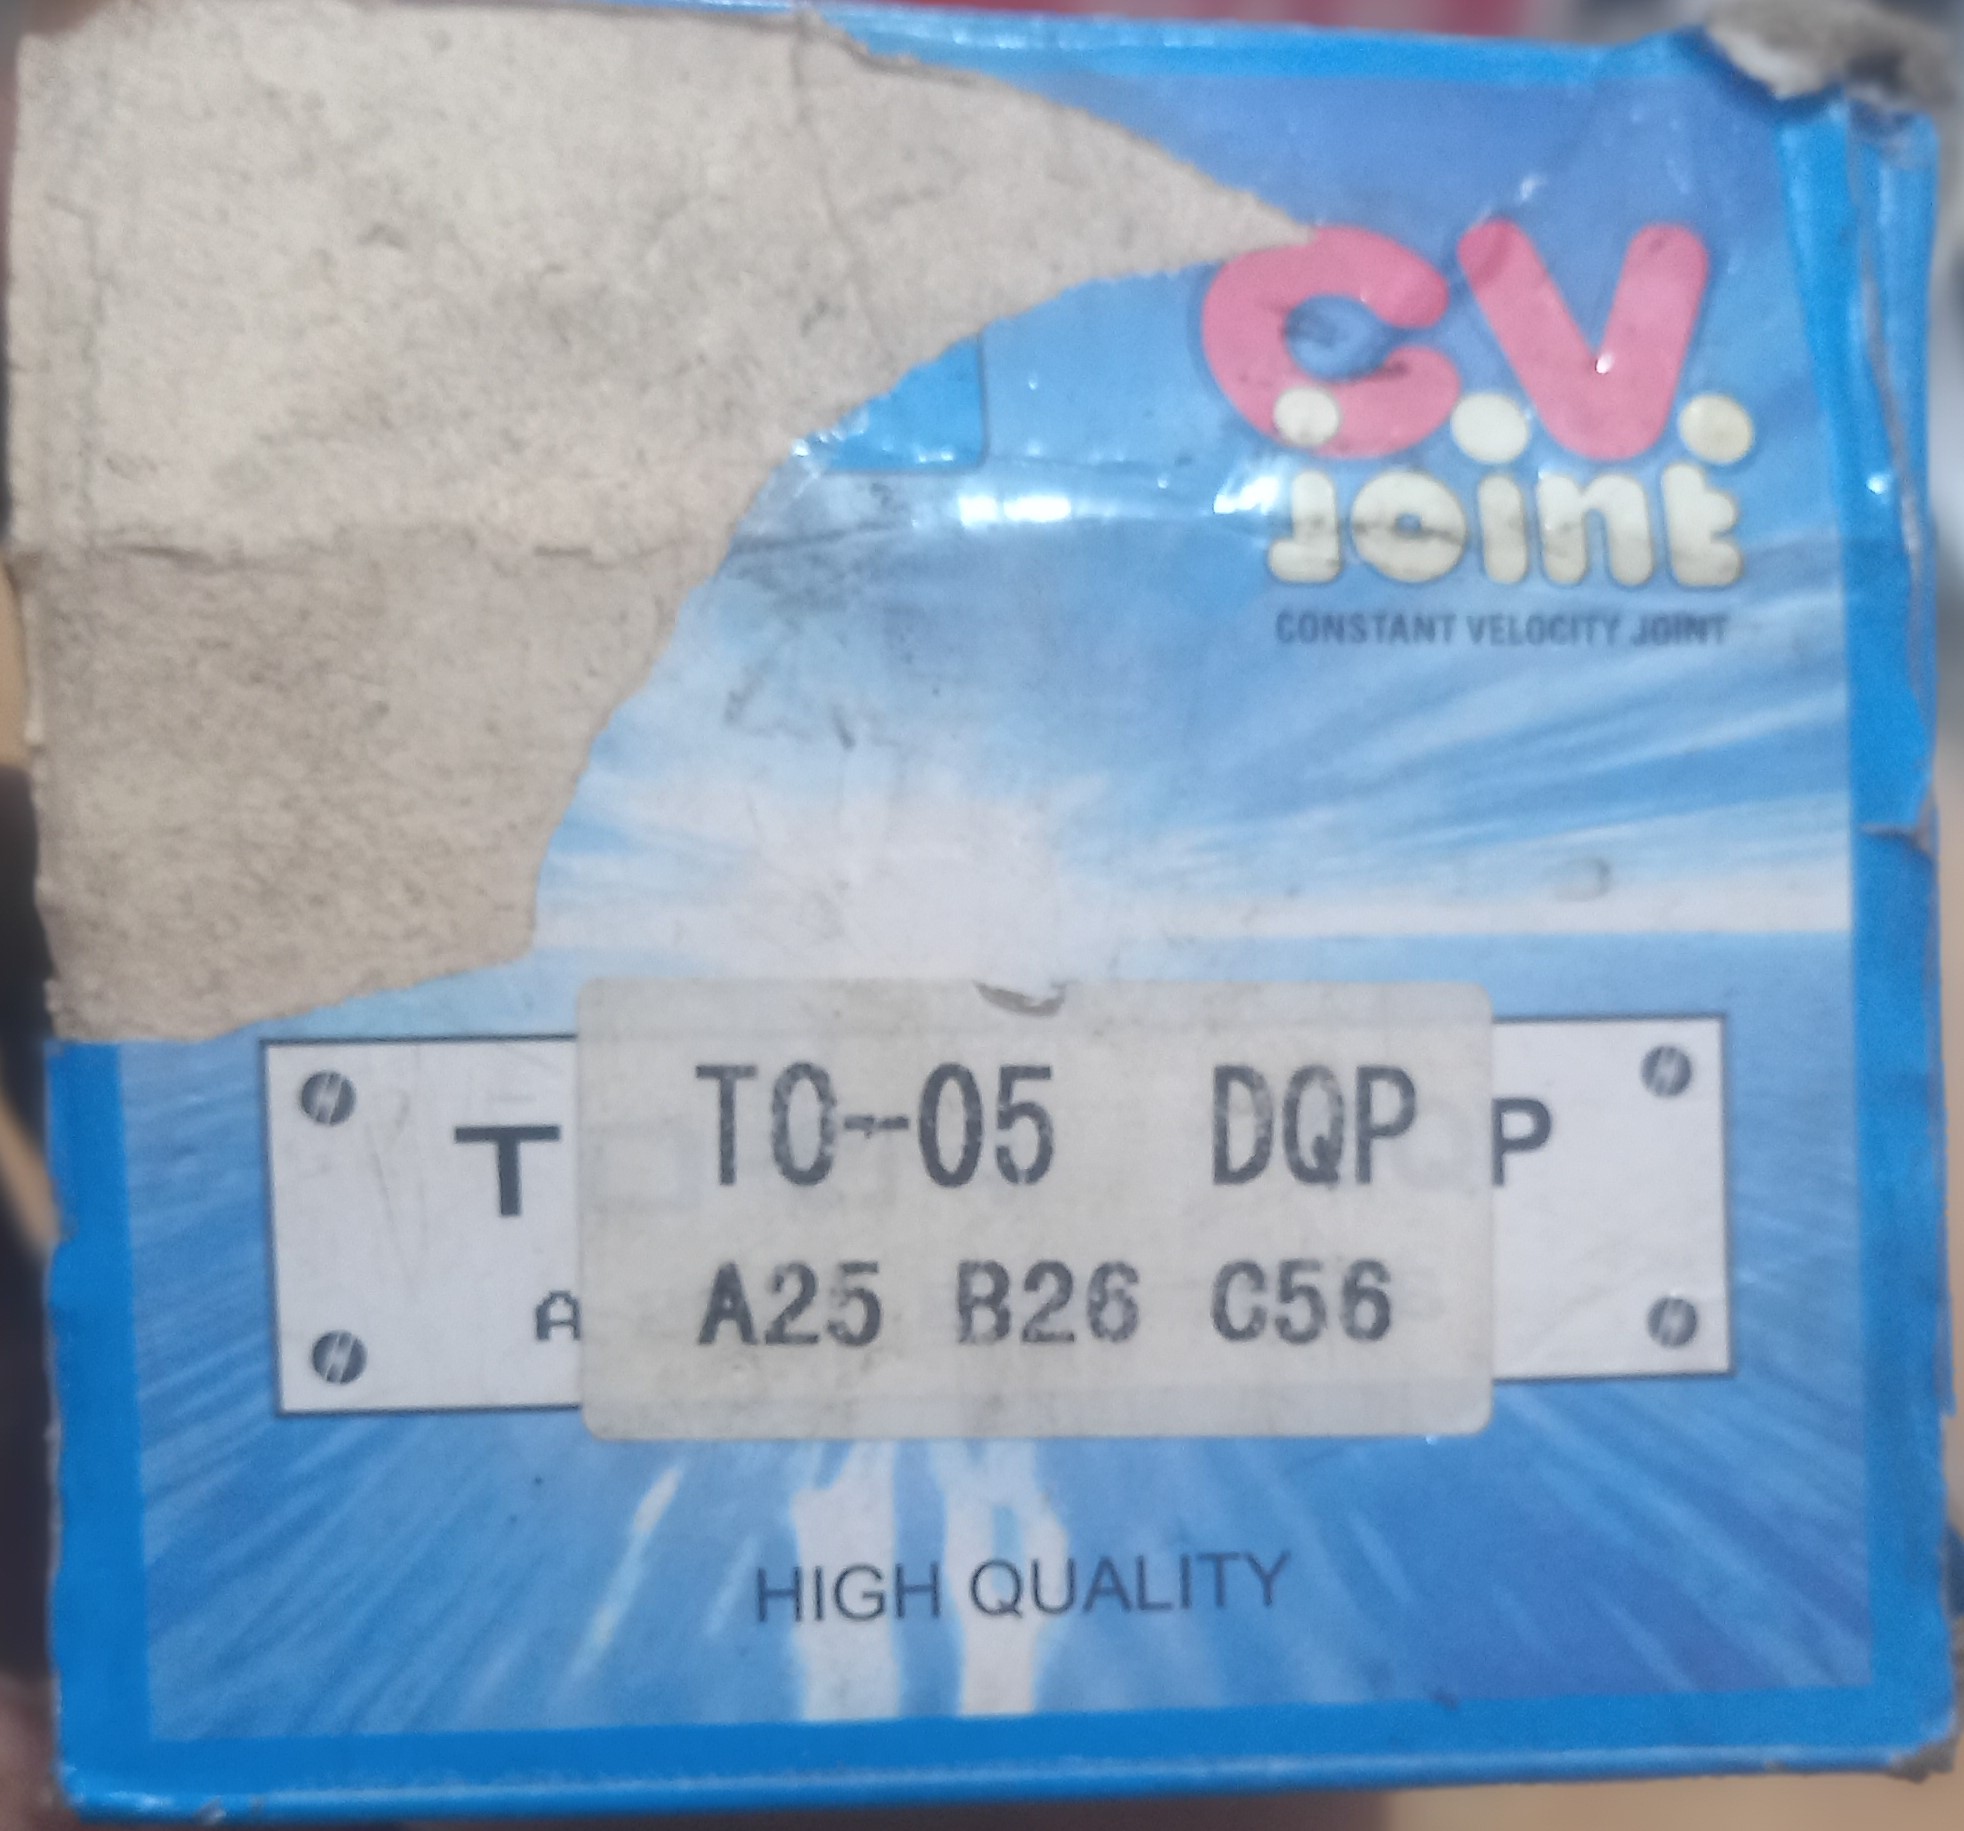 C.V.
JOINT
CONSTANT VELOCITY JOINT
TO-05 DQP
T P
A25 B26 C56
A
HIGH QUALITY